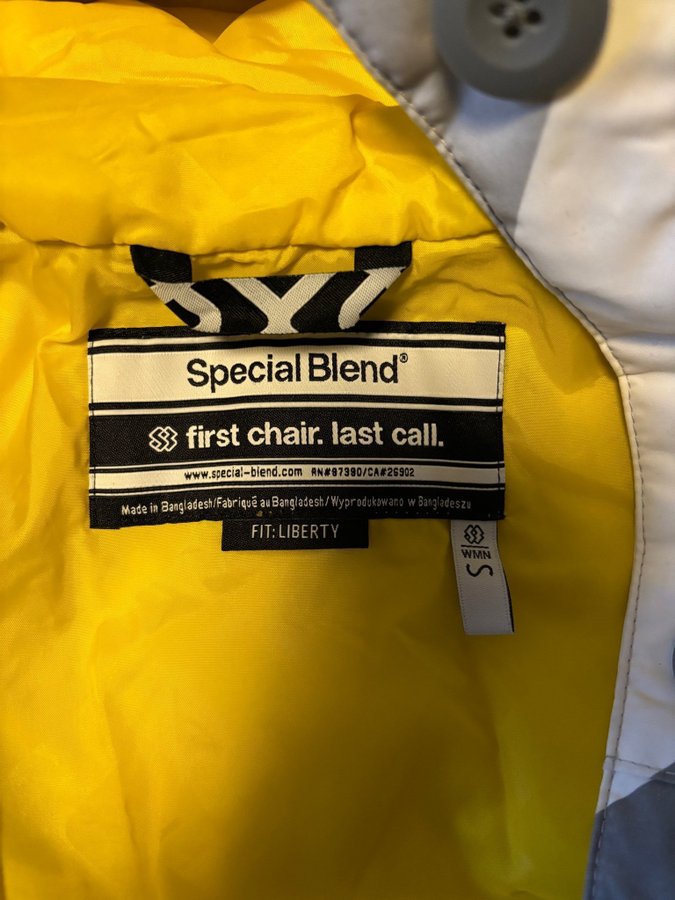 Special Blend®
first chair. last call.
www.special-blend.com RN#87390/CA#26902
Made in Bangladesh/Fabriqué au Bangladesh/Wyprodukowano w Bangladeszu
FIT: LIBERTY
WMN
S